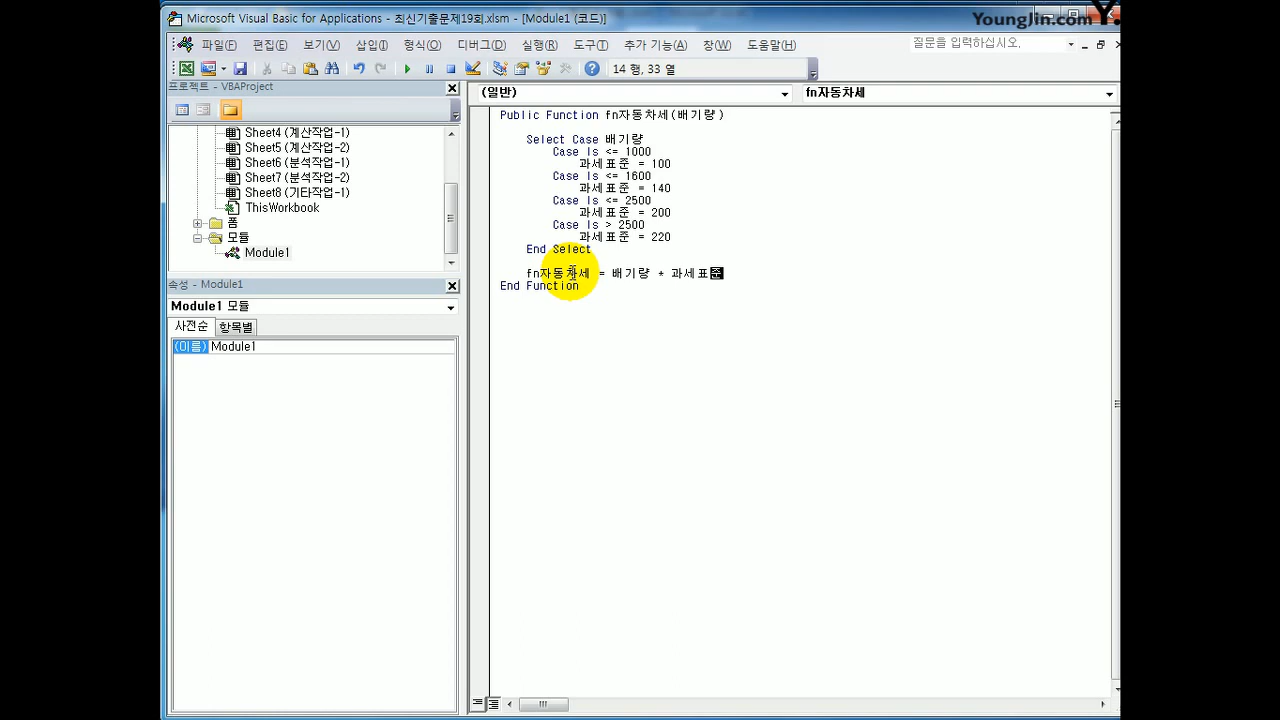 Microsoft Visual Basic for Applications - 최신기출문제19회.xlsm - [Module1 (코드)]
YoungJin.com Y.
파일(F) 편집(E) 보기(V) 삽입(I) 형식(O) 디버그(D) 실행(R) 도구(T) 추가 기능(A) 창(W) 도움말(H)
질문을 입력하십시오.
14 행, 33 열
프로젝트 - VBAProject
Sheet4 (계산작업-1)
Sheet5 (계산작업-2)
Sheet6 (분석작업-1)
Sheet7 (분석작업-2)
Sheet8 (기타작업-1)
ThisWorkbook
폼
모듈
Module1
속성 - Module1
Module1 모듈
사전순 항목별
(이름) Module1
(일반) fn자동차세
Public Function fn자동차세(배기량)
Select Case 배기량
Case Is <= 1000
과세표준 = 100
Case Is <= 1600
과세표준 = 140
Case Is <= 2500
과세표준 = 200
Case Is > 2500
과세표준 = 220
End Select
fn자동차세 = 배기량 * 과세표준
End Function